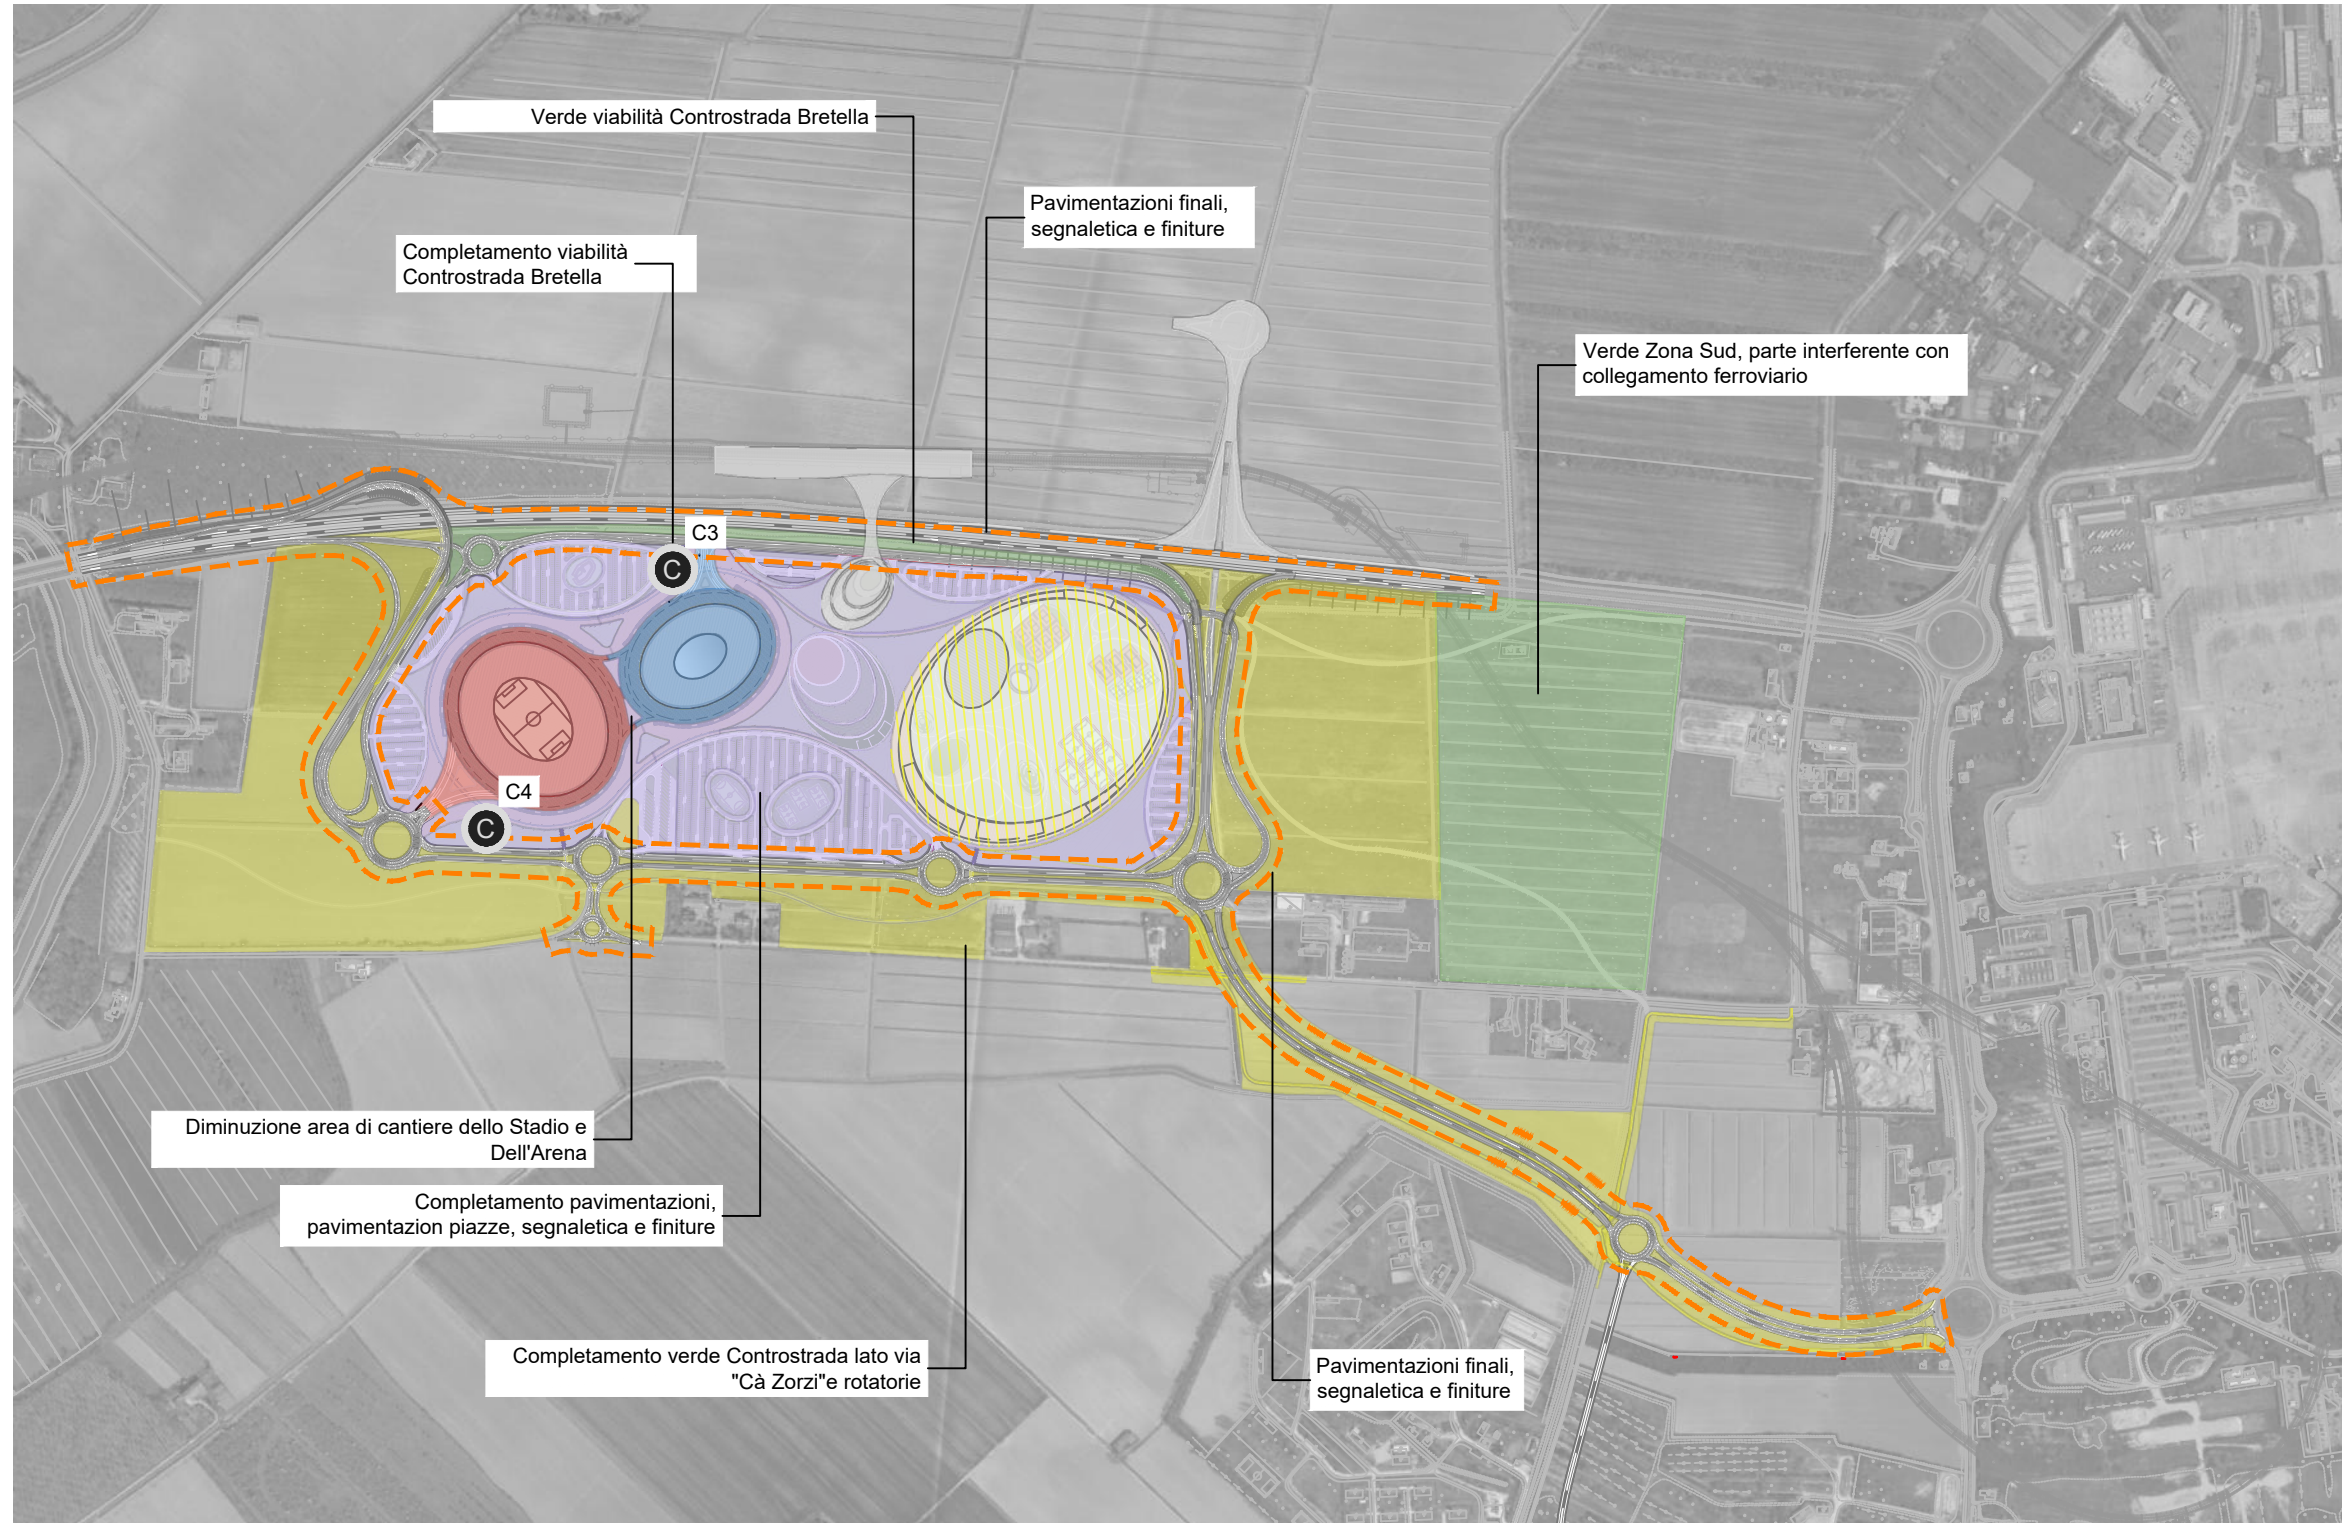 Verde viabilità Controstrada Bretella
Pavimentazioni finali,
segnaletica e finiture
Completamento viabilità
Controstrada Bretella
Verde Zona Sud, parte interferente con
collegamento ferroviario
C3
C
C4
C
Diminuzione area di cantiere dello Stadio e
Dell'Arena
Completamento pavimentazioni,
pavimentazion piazze, segnaletica e finiture
Completamento verde Controstrada lato via
"Cà Zorzi"e rotatorie
Pavimentazioni finali,
segnaletica e finiture